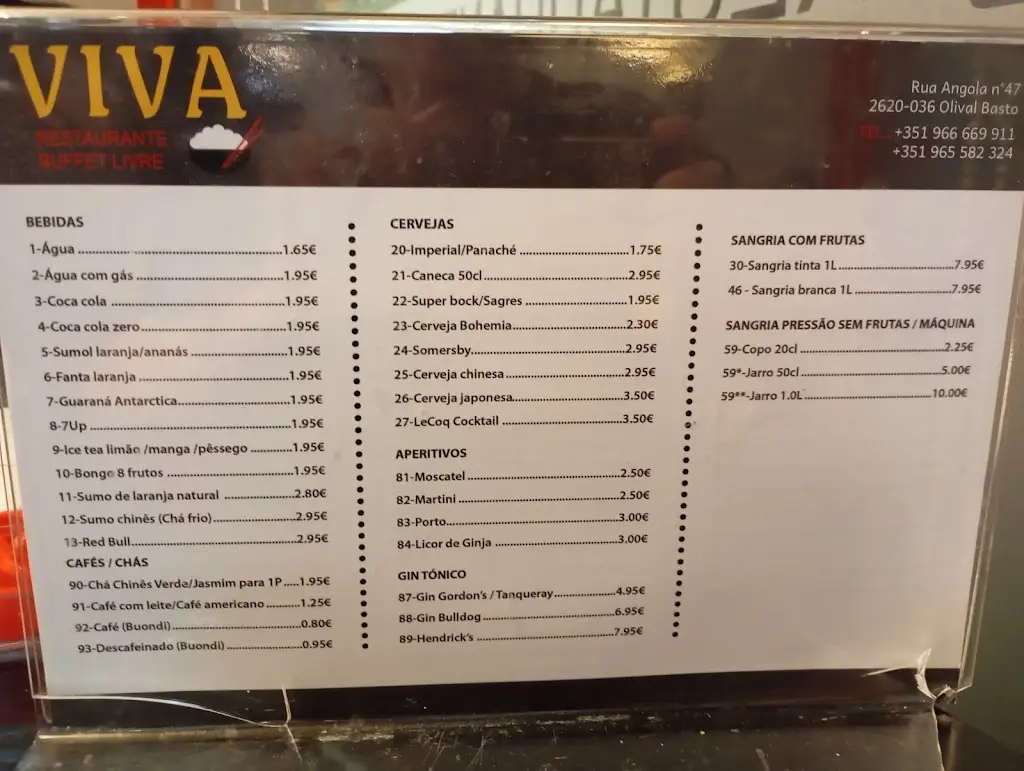 VIVA
RESTAURANTE
BUFFET LIVRE
Rua Angola nº47
2620-036 Olival Basto
TEL.: +351 966 669 911
+351 965 582 324
BEBIDAS
1-Água 1.65€
2-Água com gás 1.95€
3-Coca cola 1.95€
4-Coca cola zero 1.95€
5-Sumol laranja/ananás 1.95€
6-Fanta laranja 1.95€
7-Guaraná Antarctica 1.95€
8-7Up 1.95€
9-Ice tea limão /manga /pêssego 1.95€
10-Bongo 8 frutos 1.95€
11-Sumo de laranja natural 2.80€
12-Sumo chinês (Chá frio) 2.95€
13-Red Bull 2.95€
CAFÉS / CHÁS
90-Chá Chinês Verde/Jasmim para 1P 1.95€
91-Café com leite/Café americano 1.25€
92-Café (Buondi) 0.80€
93-Descafeinado (Buondi) 0.95€
CERVEJAS
20-Imperial/Panaché 1.75€
21-Caneca 50cl 2.95€
22-Super bock/Sagres 1.95€
23-Cerveja Bohemia 2.30€
24-Somersby 2.95€
25-Cerveja chinesa 2.95€
26-Cerveja japonesa 3.50€
27-LeCoq Cocktail 3.50€
APERITIVOS
81-Moscatel 2.50€
82-Martini 2.50€
83-Porto 3.00€
84-Licor de Ginja 3.00€
GIN TÓNICO
87-Gin Gordon's / Tanqueray 4.95€
88-Gin Bulldog 6.95€
89-Hendrick's 7.95€
SANGRIA COM FRUTAS
30-Sangria tinta 1L 7.95€
46 - Sangria branca 1L 7.95€
SANGRIA PRESSÃO SEM FRUTAS / MÁQUINA
59-Copo 20cl 2.25€
59*-Jarro 50cl 5.00€
59**-Jarro 1.0L 10.00€